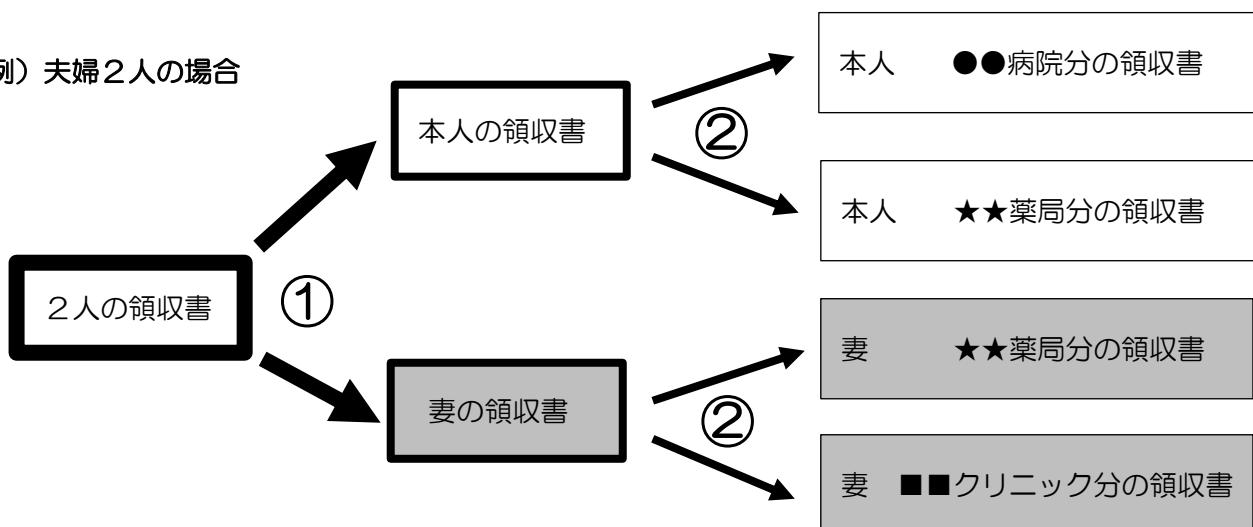 例）夫婦２人の場合
２人の領収書
①
本人の領収書
②
本人　●●病院分の領収書
本人　★★薬局分の領収書
妻の領収書
②
妻　★★薬局分の領収書
妻　■■クリニック分の領収書